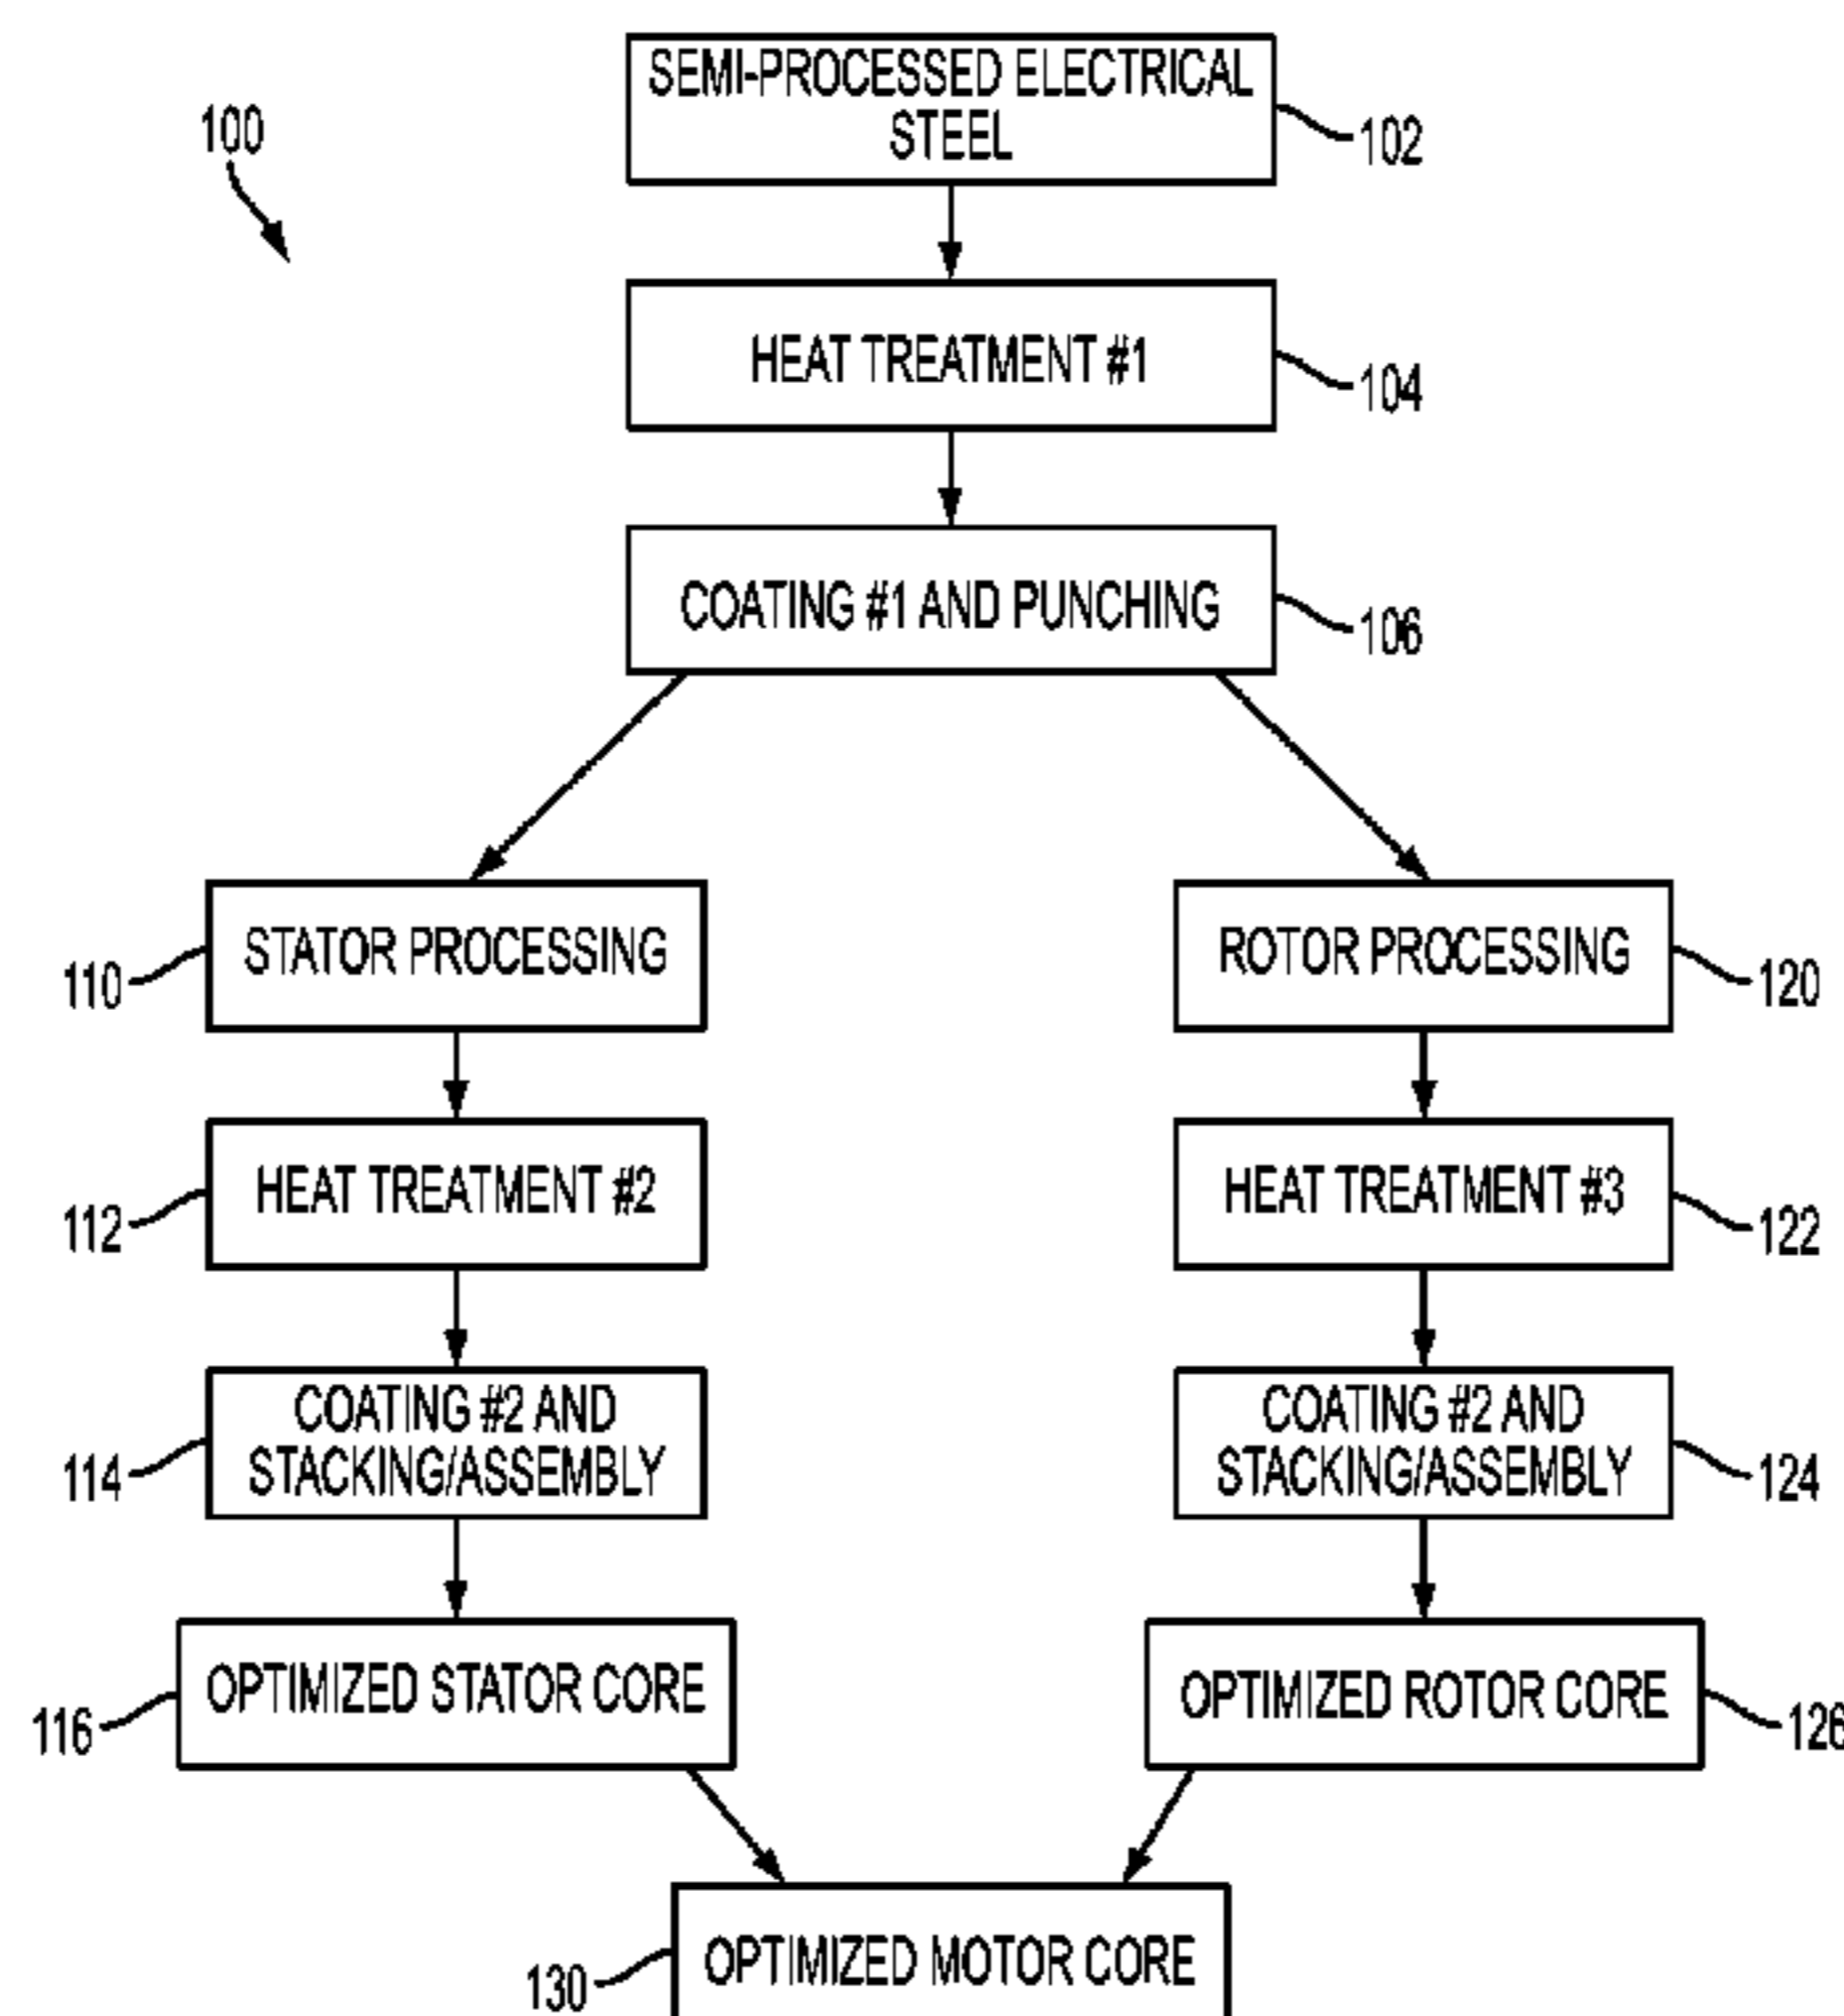 100
SEMI-PROCESSED ELECTRICAL
STEEL
102
HEAT TREATMENT #1
104
COATING #1 AND PUNCHING
106
STATOR PROCESSING
110
HEAT TREATMENT #2
112
COATING #2 AND
STACKING/ASSEMBLY
114
OPTIMIZED STATOR CORE
116
ROTOR PROCESSING
120
HEAT TREATMENT #3
122
COATING #2 AND
STACKING/ASSEMBLY
124
OPTIMIZED ROTOR CORE
126
OPTIMIZED MOTOR CORE
130